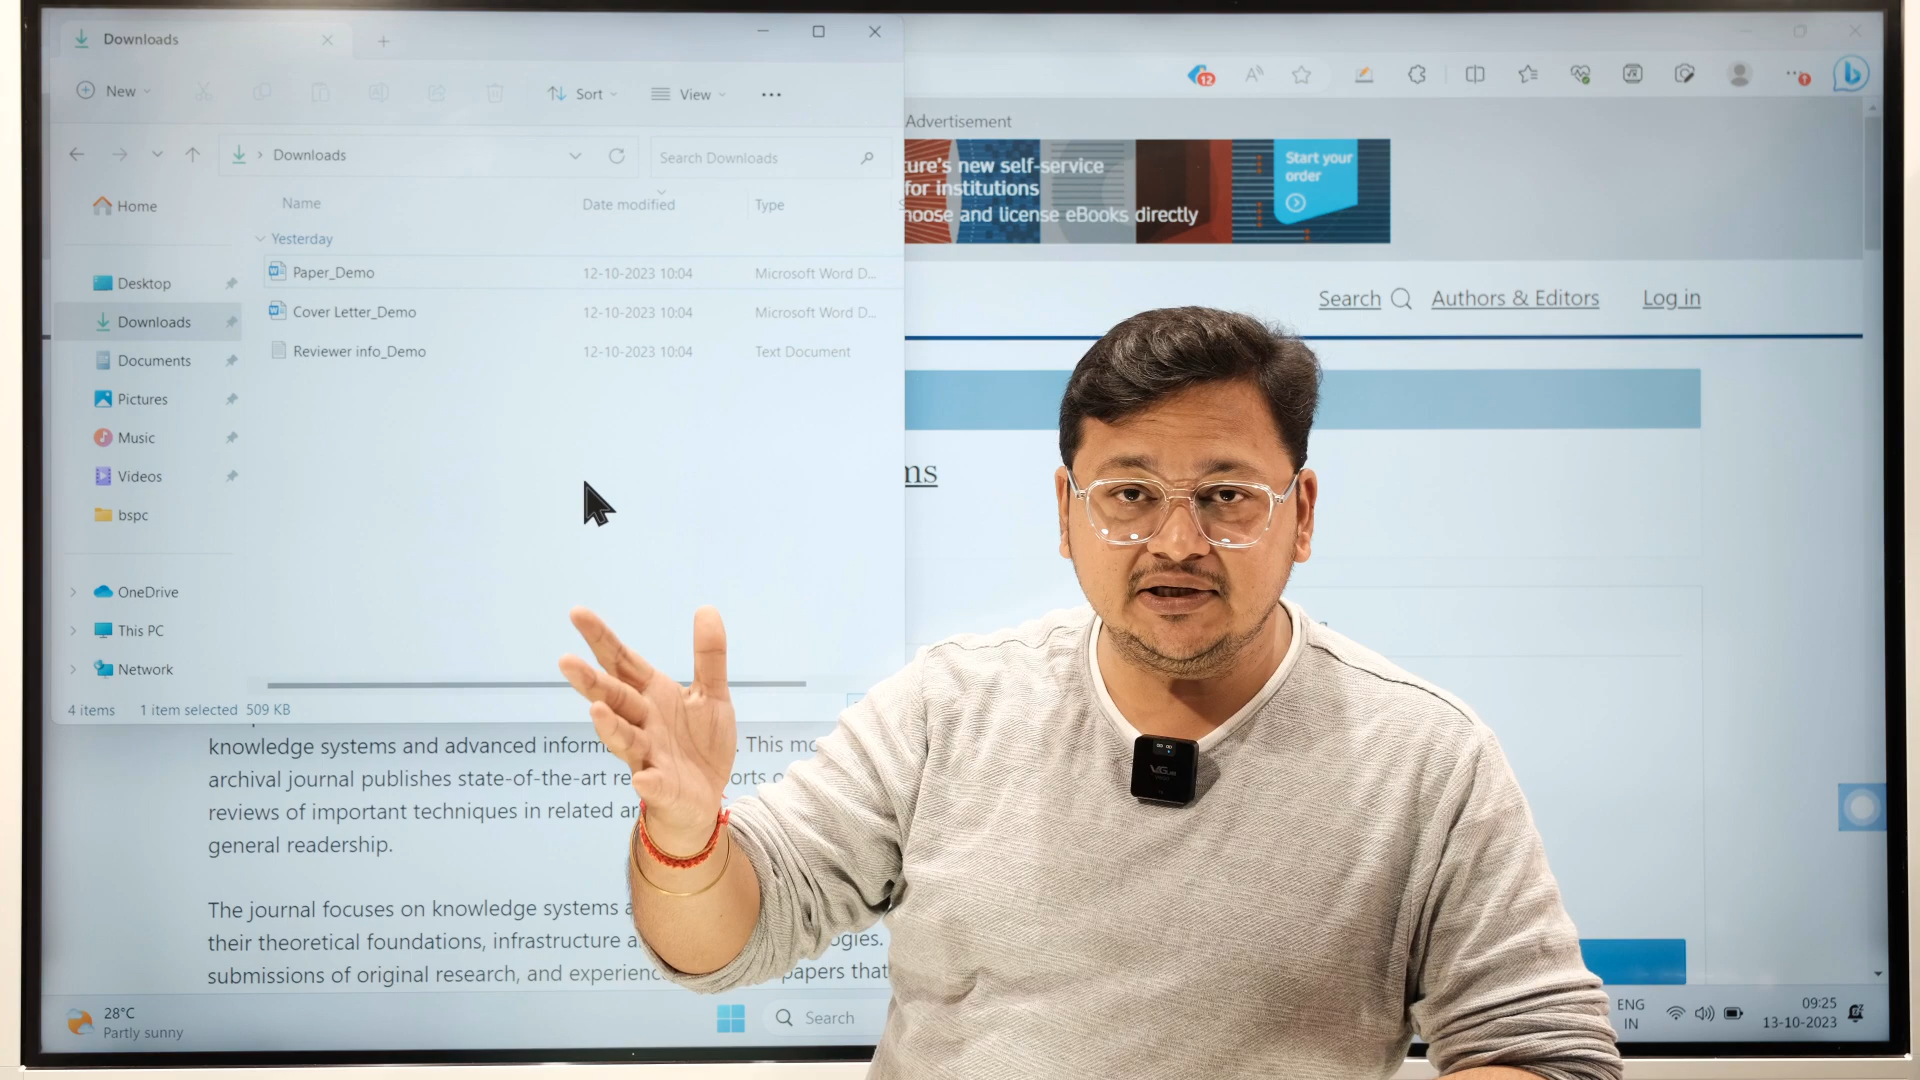 Downloads
New
Sort
View
Downloads
Search Downloads
Home
Name
Date modified
Type
Yesterday
Desktop
Paper_Demo
12-10-2023 10:04
Microsoft Word D...
Downloads
Cover Letter_Demo
12-10-2023 10:04
Microsoft Word D...
Documents
Reviewer info_Demo
12-10-2023 10:04
Text Document
Pictures
Music
Videos
bspc
OneDrive
This PC
Network
4 items
1 item selected 509 KB
12
Advertisement
ure's new self-service
for institutions
hoose and license eBooks directly
Start your
order
Search
Authors & Editors
Log in
ms
knowledge systems and advanced informa . This mo
archival journal publishes state-of-the-art re orts o
reviews of important techniques in related ar
general readership.
The journal focuses on knowledge systems a
their theoretical foundations, infrastructure a ogies.
submissions of original research, and experienc papers that
28°C
Partly sunny
Search
ENG
IN
09:25
13-10-2023